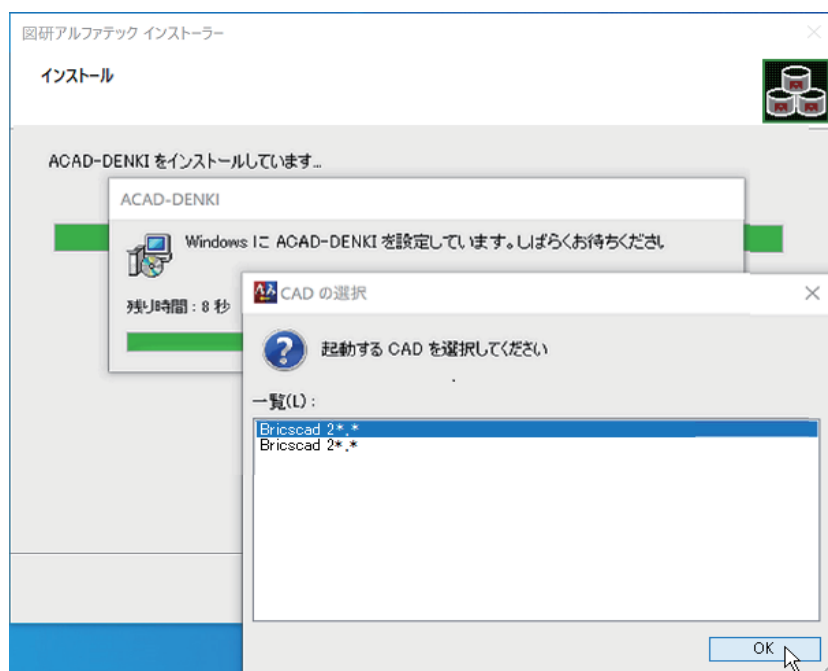 図研アルファテック インストーラー
インストール
ACAD-DENKI をインストールしています...
ACAD-DENKI
Windows に ACAD-DENKI を設定しています。しばらくお待ちくださ
残り時間 : 8 秒
CAD の選択
起動する CAD を選択してください
一覧(L) :
Bricscad 2*.*
Bricscad 2*.*
OK